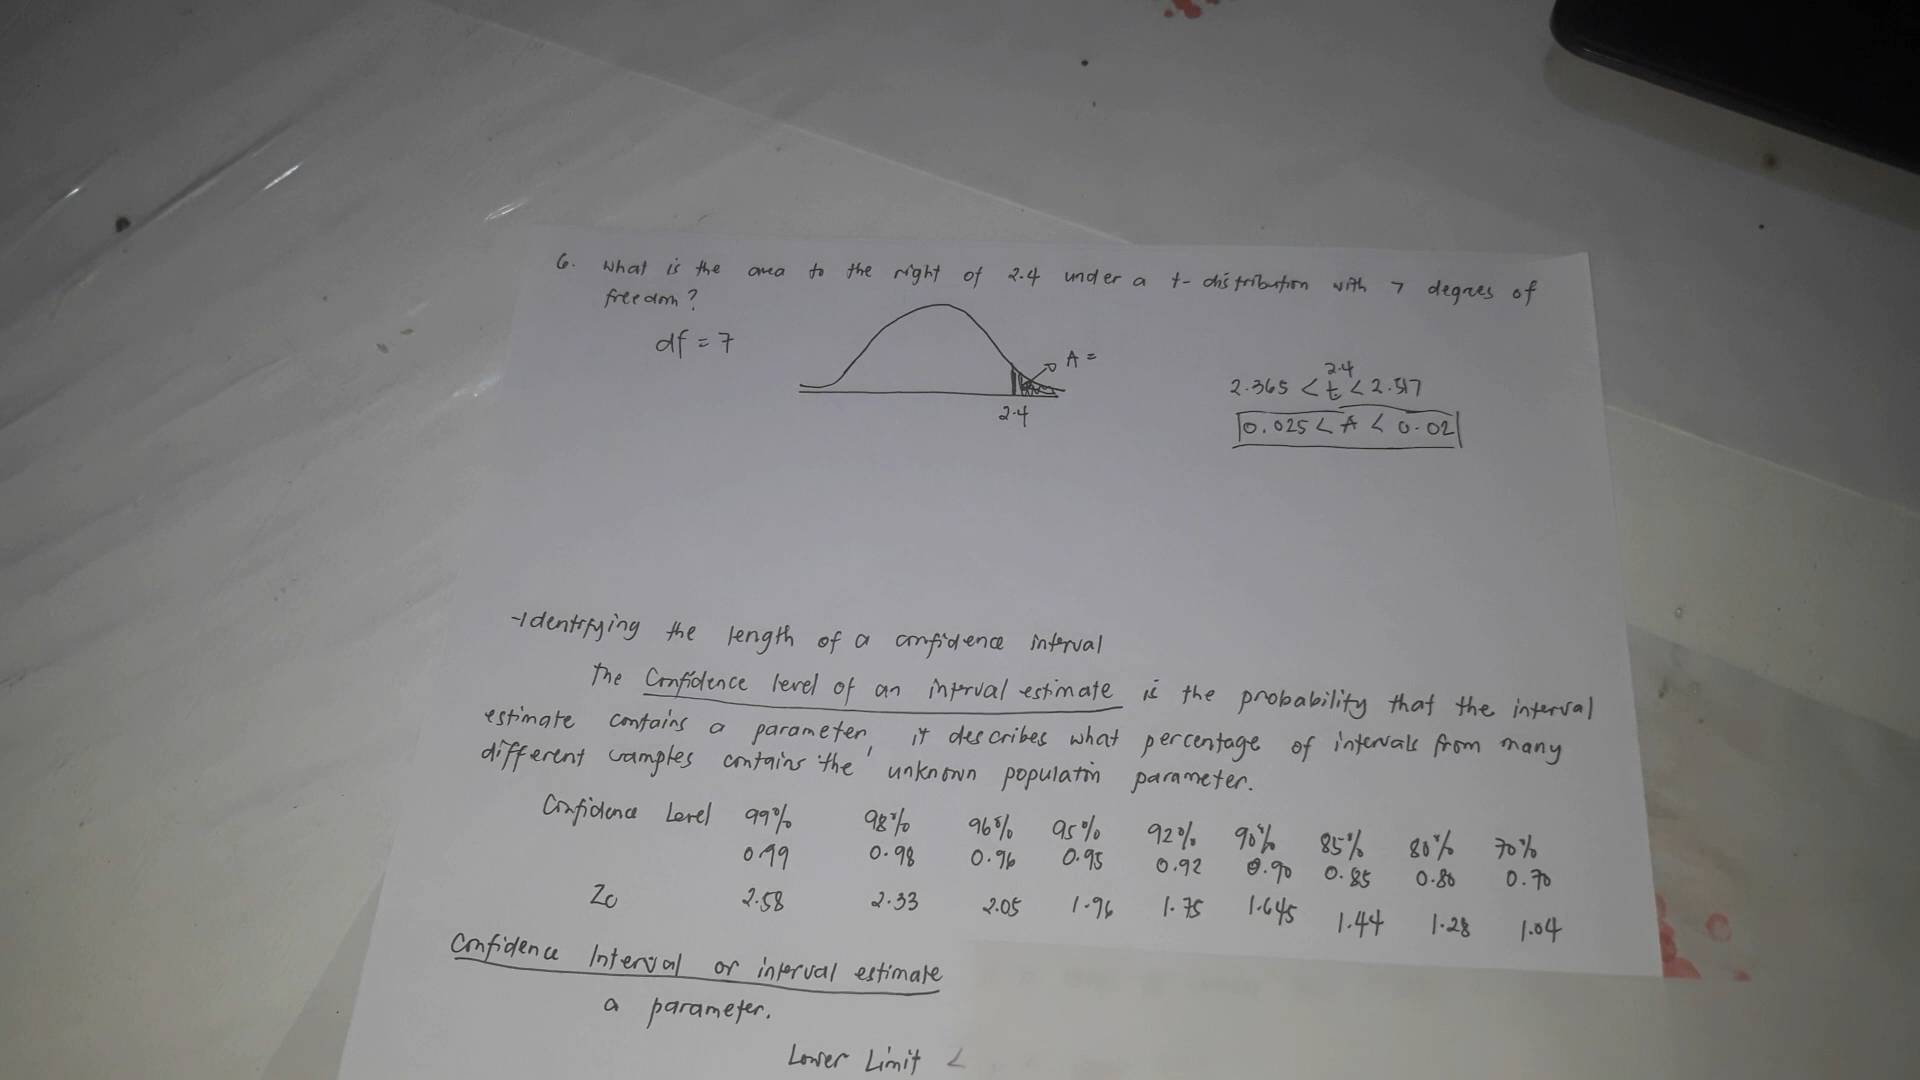 6. What is the area to the right of 2.4 under a t-distribution with 7 degrees of
freedom?
df = 7
A =
2.4
2.4
2.365 < t < 2.517
0.025 < A < 0.02
-Identifying the length of a confidence interval
The Confidence level of an interval estimate is the probability that the interval
estimate contains a parameter, it describes what percentage of intervals from many
different samples contains the unknown population parameter.
Confidence Level 99% 98% 96% 95% 92% 90% 85% 80% 70%
0.99 0.98 0.96 0.95 0.92 0.90 0.85 0.80 0.70
Zc 2.58 2.33 2.05 1.96 1.75 1.645 1.44 1.28 1.04
Confidence Interval or interval estimate
a parameter.
Lower Limit <